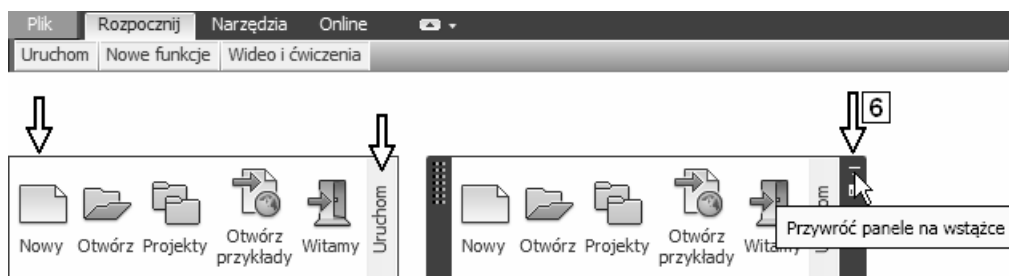 Plik Rozpocznij Narzędzia Online
Uruchom Nowe funkcje Wideo i ćwiczenia
6
Nowy Otwórz Projekty Otwórz przykłady Witamy Uruchom
Nowy Otwórz Projekty Otwórz przykłady
Przywróć panele na wstążce